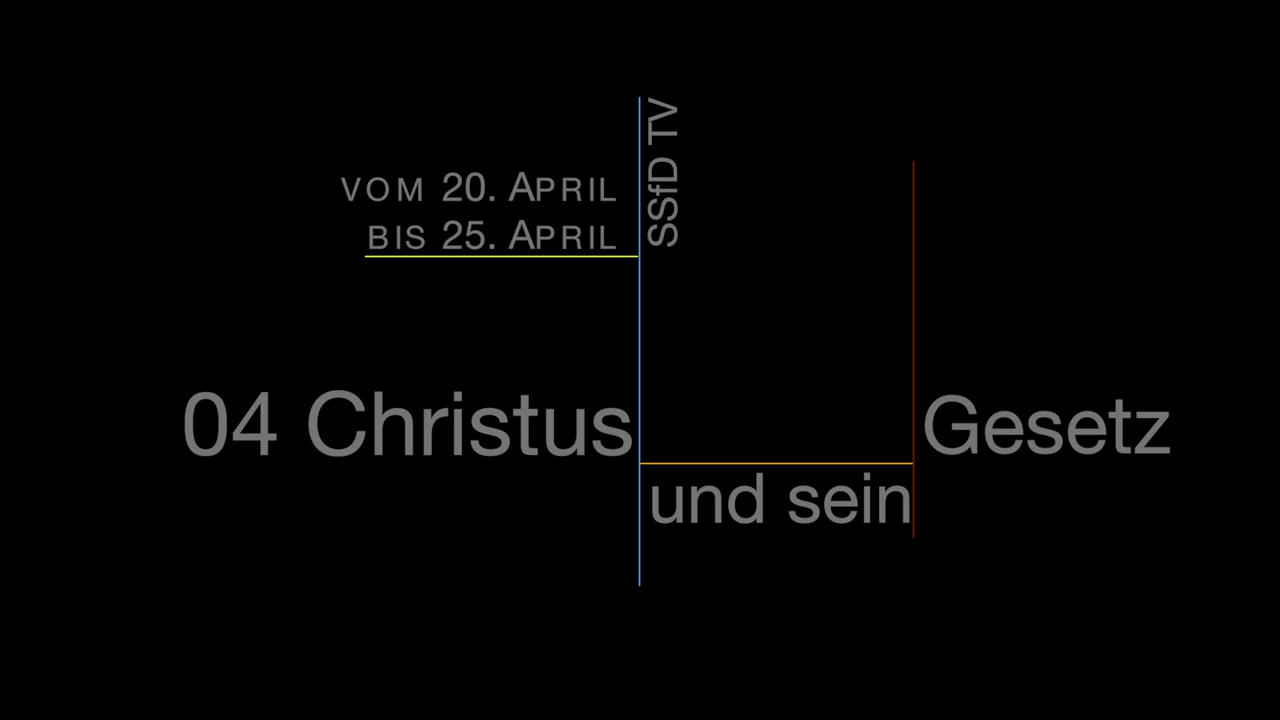 VOM 20. APRIL
BIS 25. APRIL
SSfD TV
04 Christus
und sein
Gesetz